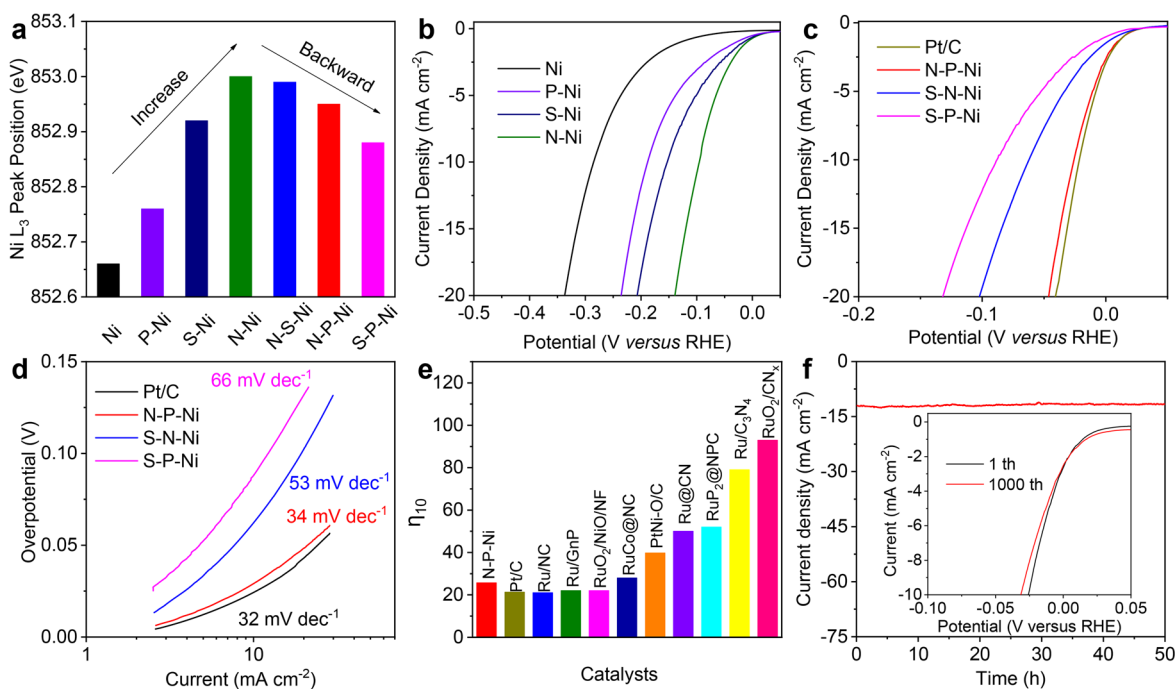 a
853.1
853.0
852.9
852.8
852.7
852.6
Ni L₃ Peak Position (eV)
Increase
Backward
Ni
P-Ni
S-Ni
N-Ni
N-S-Ni
N-P-Ni
S-P-Ni
b
0
-5
-10
-15
-20
Current Density (mA cm⁻²)
Ni
P-Ni
S-Ni
N-Ni
-0.5
-0.4
-0.3
-0.2
-0.1
0.0
Potential (V versus RHE)
c
0
-5
-10
-15
-20
Current Density (mA cm⁻²)
Pt/C
N-P-Ni
S-N-Ni
S-P-Ni
-0.2
-0.1
0.0
Potential (V versus RHE)
d
0.15
0.10
0.05
0.00
Overpotential (V)
Pt/C
N-P-Ni
S-N-Ni
S-P-Ni
66 mV dec⁻¹
53 mV dec⁻¹
34 mV dec⁻¹
32 mV dec⁻¹
1
10
Current (mA cm⁻²)
e
120
100
80
60
40
20
0
η₁₀
N-P-Ni
Pt/C
Ru/NC
Ru/GnP
RuO₂/NiO/NF
RuCo@NC
PtNi-O/C
Ru@CN
RuP₂@NPC
Ru/C₃N₄
RuO₂/CNₓ
Catalysts
f
0
-15
-30
-45
-60
-75
Current density (mA cm⁻²)
0
-2
-4
-6
-8
-10
Current (mA cm⁻²)
1 th
1000 th
-0.10
-0.05
0.00
0.05
Potential (V versus RHE)
0
10
20
30
40
50
Time (h)